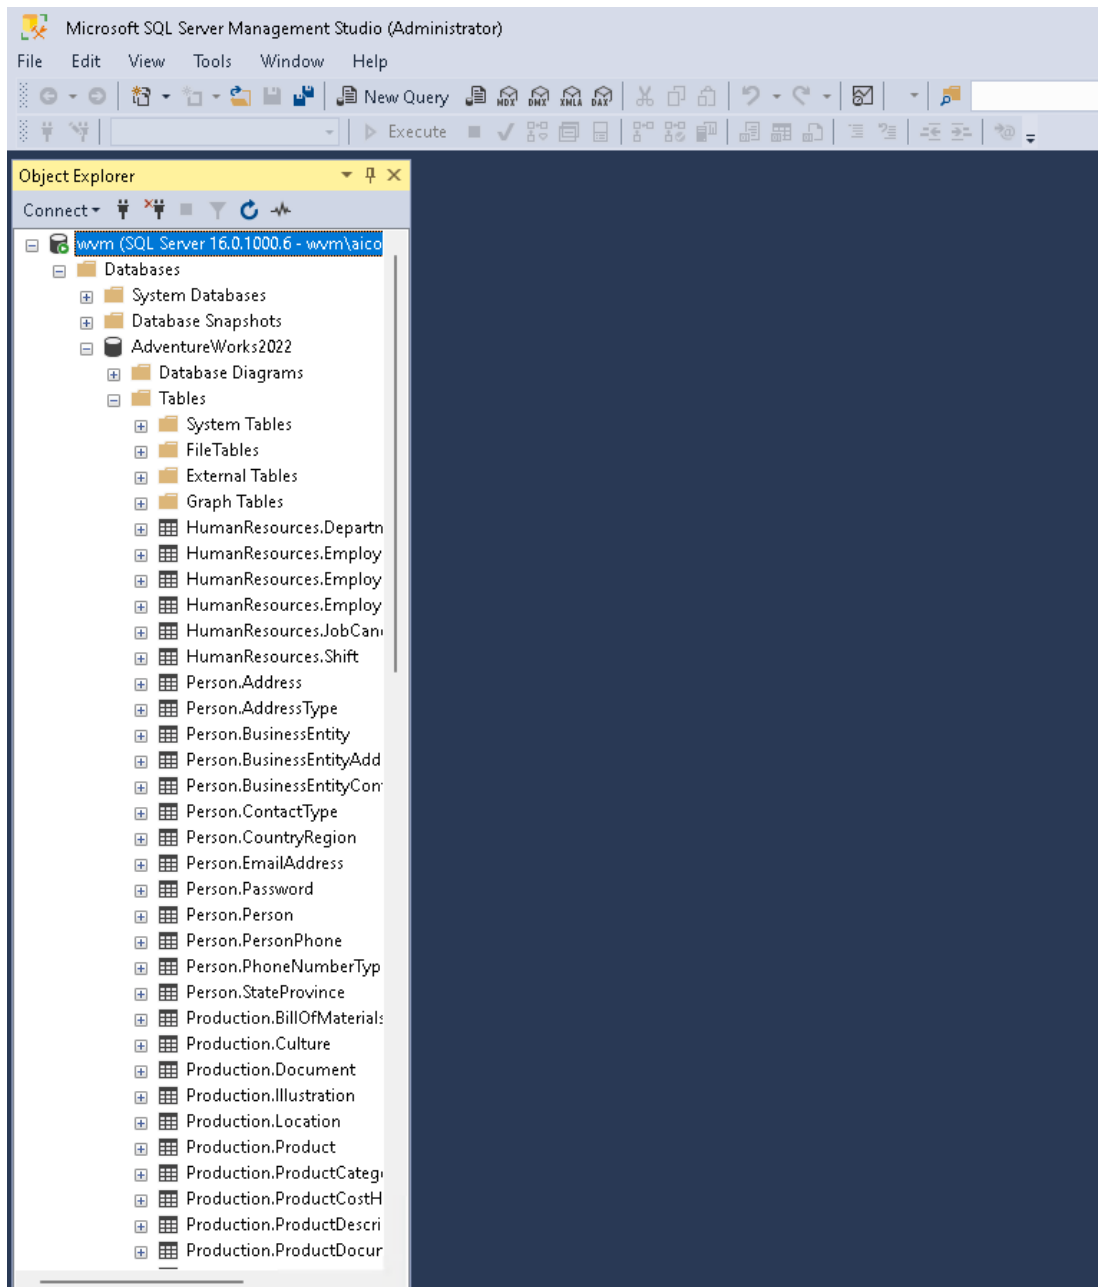 Microsoft SQL Server Management Studio (Administrator)
File Edit View Tools Window Help
New Query MDX DMX XMLA DAX
Execute
Object Explorer
Connect
wvm (SQL Server 16.0.1000.6 - wvm\aico
Databases
System Databases
Database Snapshots
AdventureWorks2022
Database Diagrams
Tables
System Tables
FileTables
External Tables
Graph Tables
HumanResources.Departn
HumanResources.Employ
HumanResources.Employ
HumanResources.Employ
HumanResources.JobCan
HumanResources.Shift
Person.Address
Person.AddressType
Person.BusinessEntity
Person.BusinessEntityAdd
Person.BusinessEntityCon
Person.ContactType
Person.CountryRegion
Person.EmailAddress
Person.Password
Person.Person
Person.PersonPhone
Person.PhoneNumberTyp
Person.StateProvince
Production.BillOfMaterials
Production.Culture
Production.Document
Production.Illustration
Production.Location
Production.Product
Production.ProductCateg
Production.ProductCostH
Production.ProductDescri
Production.ProductDocur